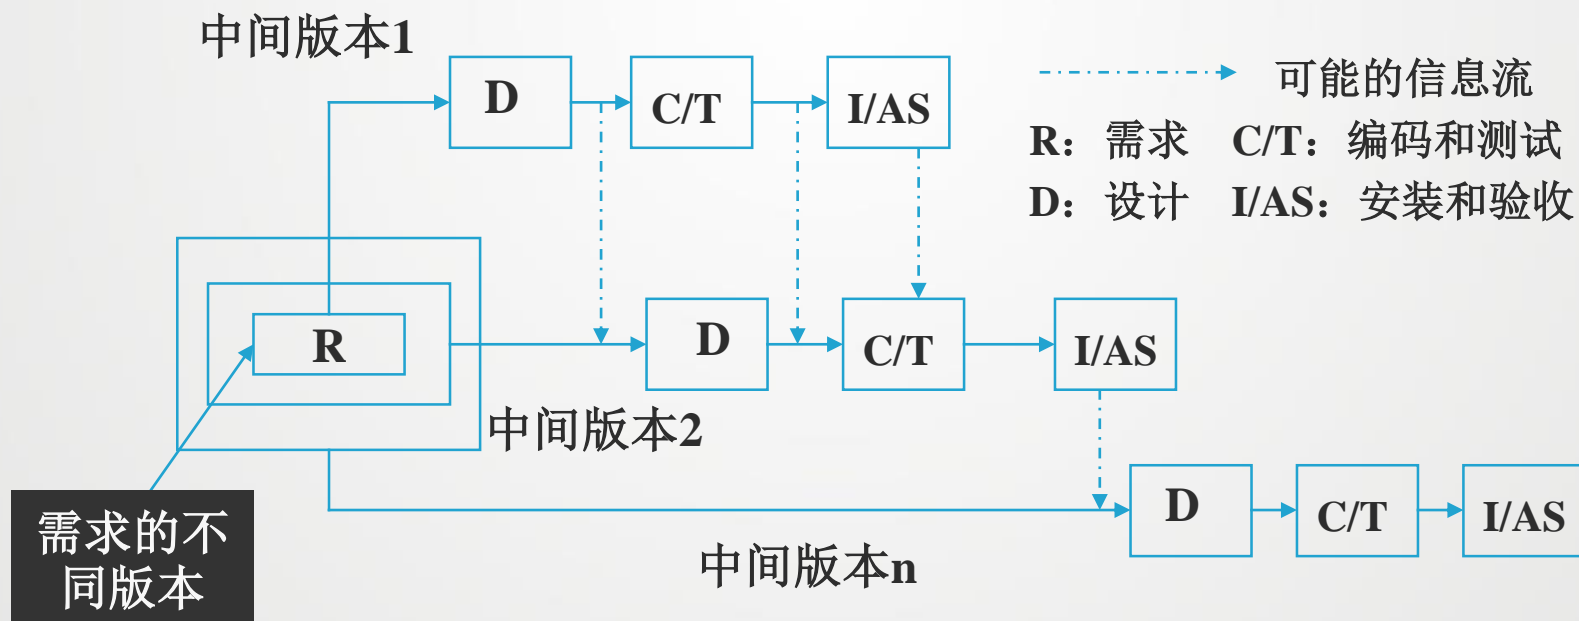 中间版本1
D
C/T
I/AS
可能的信息流
R：需求 C/T：编码和测试
D：设计 I/AS：安装和验收
R
D
C/T
I/AS
中间版本2
D
C/T
I/AS
需求的不
同版本
中间版本n